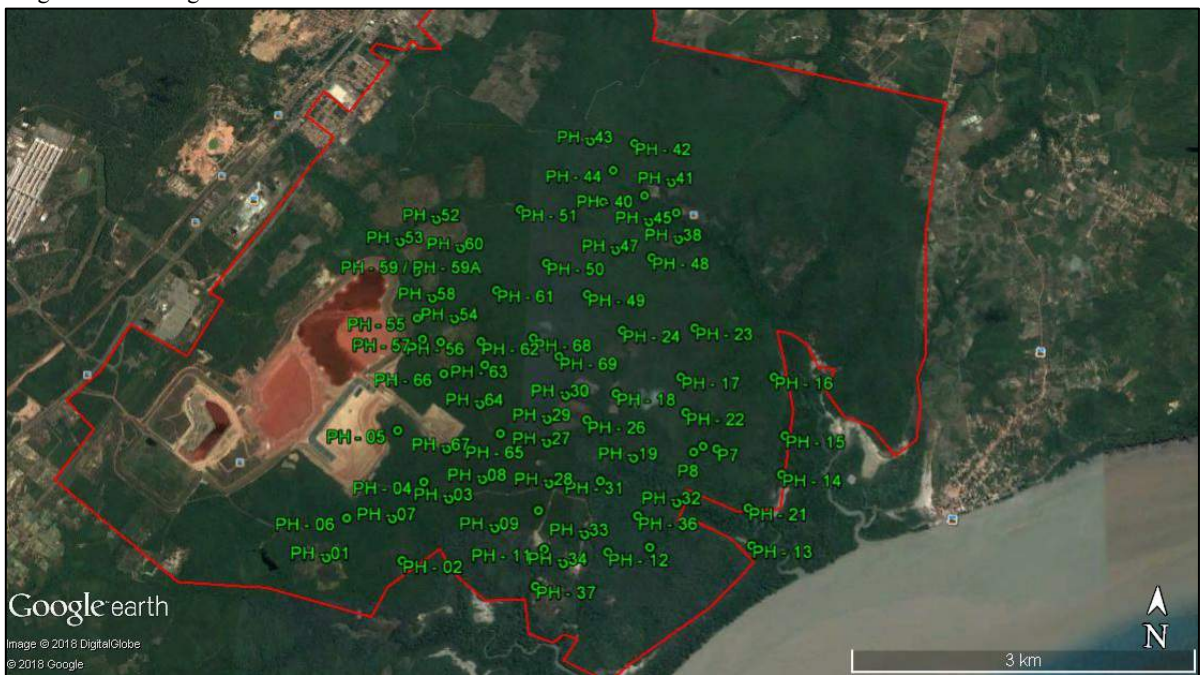 PH - 43
PH - 42
PH - 44
PH - 41
PH - 40
PH - 51
PH - 52
PH - 45
PH - 38
PH - 53
PH - 60
PH - 47
PH - 48
PH - 59 / PH - 59A
PH - 50
PH - 58
PH - 61
PH - 49
PH - 54
PH - 55
PH - 24
PH - 23
PH - 57
PH - 56
PH - 62
PH - 68
PH - 69
PH - 63
PH - 66
PH - 17
PH - 16
PH - 30
PH - 18
PH - 64
PH - 29
PH - 22
PH - 26
PH - 05
PH - 67
PH - 27
PH - 15
PH - 65
PH - 19
P7
P8
PH - 08
PH - 28
PH - 14
PH - 04
PH - 03
PH - 31
PH - 32
PH - 21
PH - 06
PH - 07
PH - 09
PH - 36
PH - 33
PH - 01
PH - 02
PH - 11
PH - 34
PH - 12
PH - 13
PH - 37
Google earth
Image © 2018 DigitalGlobe
© 2018 Google
N
3 km